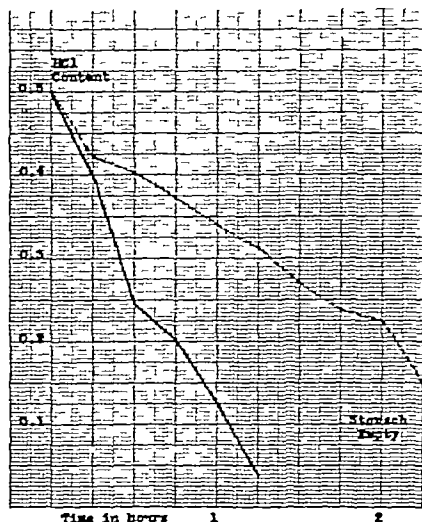 HCl
Content
0.5
0.4
0.3
0.2
0.1
Stomach
Empty
Time in hours 1 2